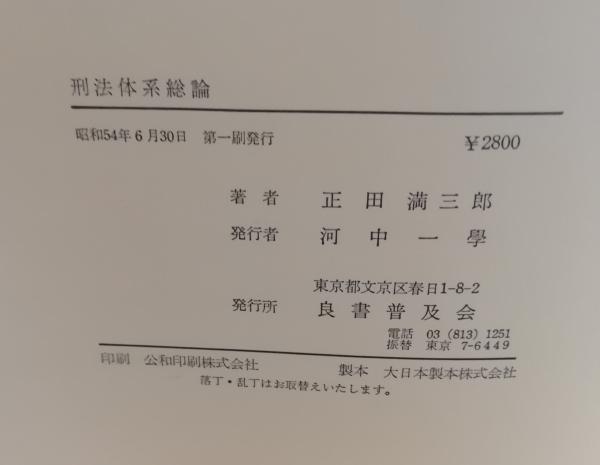 刑法体系総論
昭和54年6月30日 第一刷発行 ¥2800
著者 正田満三郎
発行者 河中一學
東京都文京区春日1-8-2
発行所 良書普及会
電話 03 (813) 1251
振替 東京 7-6449
印刷 公和印刷株式会社 製本 大日本製本株式会社
落丁・乱丁はお取替えいたします。